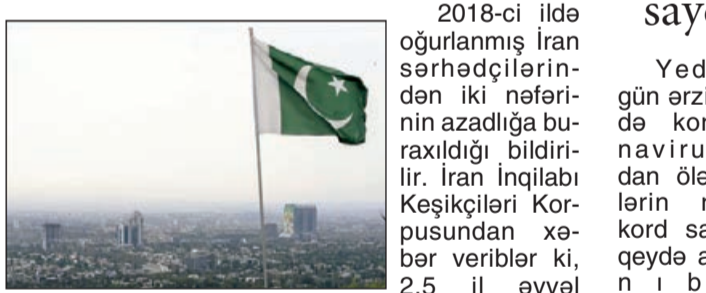 2018-ci ildə
oğurlanmış İran
sərhədçilərin-
dən iki nəfəri-
nin azadlığa bu-
raxıldığı bildiri-
lir. İran İnqilabı
Keşikçiləri Kor-
pusundan xə-
bər veriblər ki,
2,5 il əvvəl
Yed
gün ərzi
də kor
naviru
dan ölə
lərin r
kord sa
qeydə a
n ı b